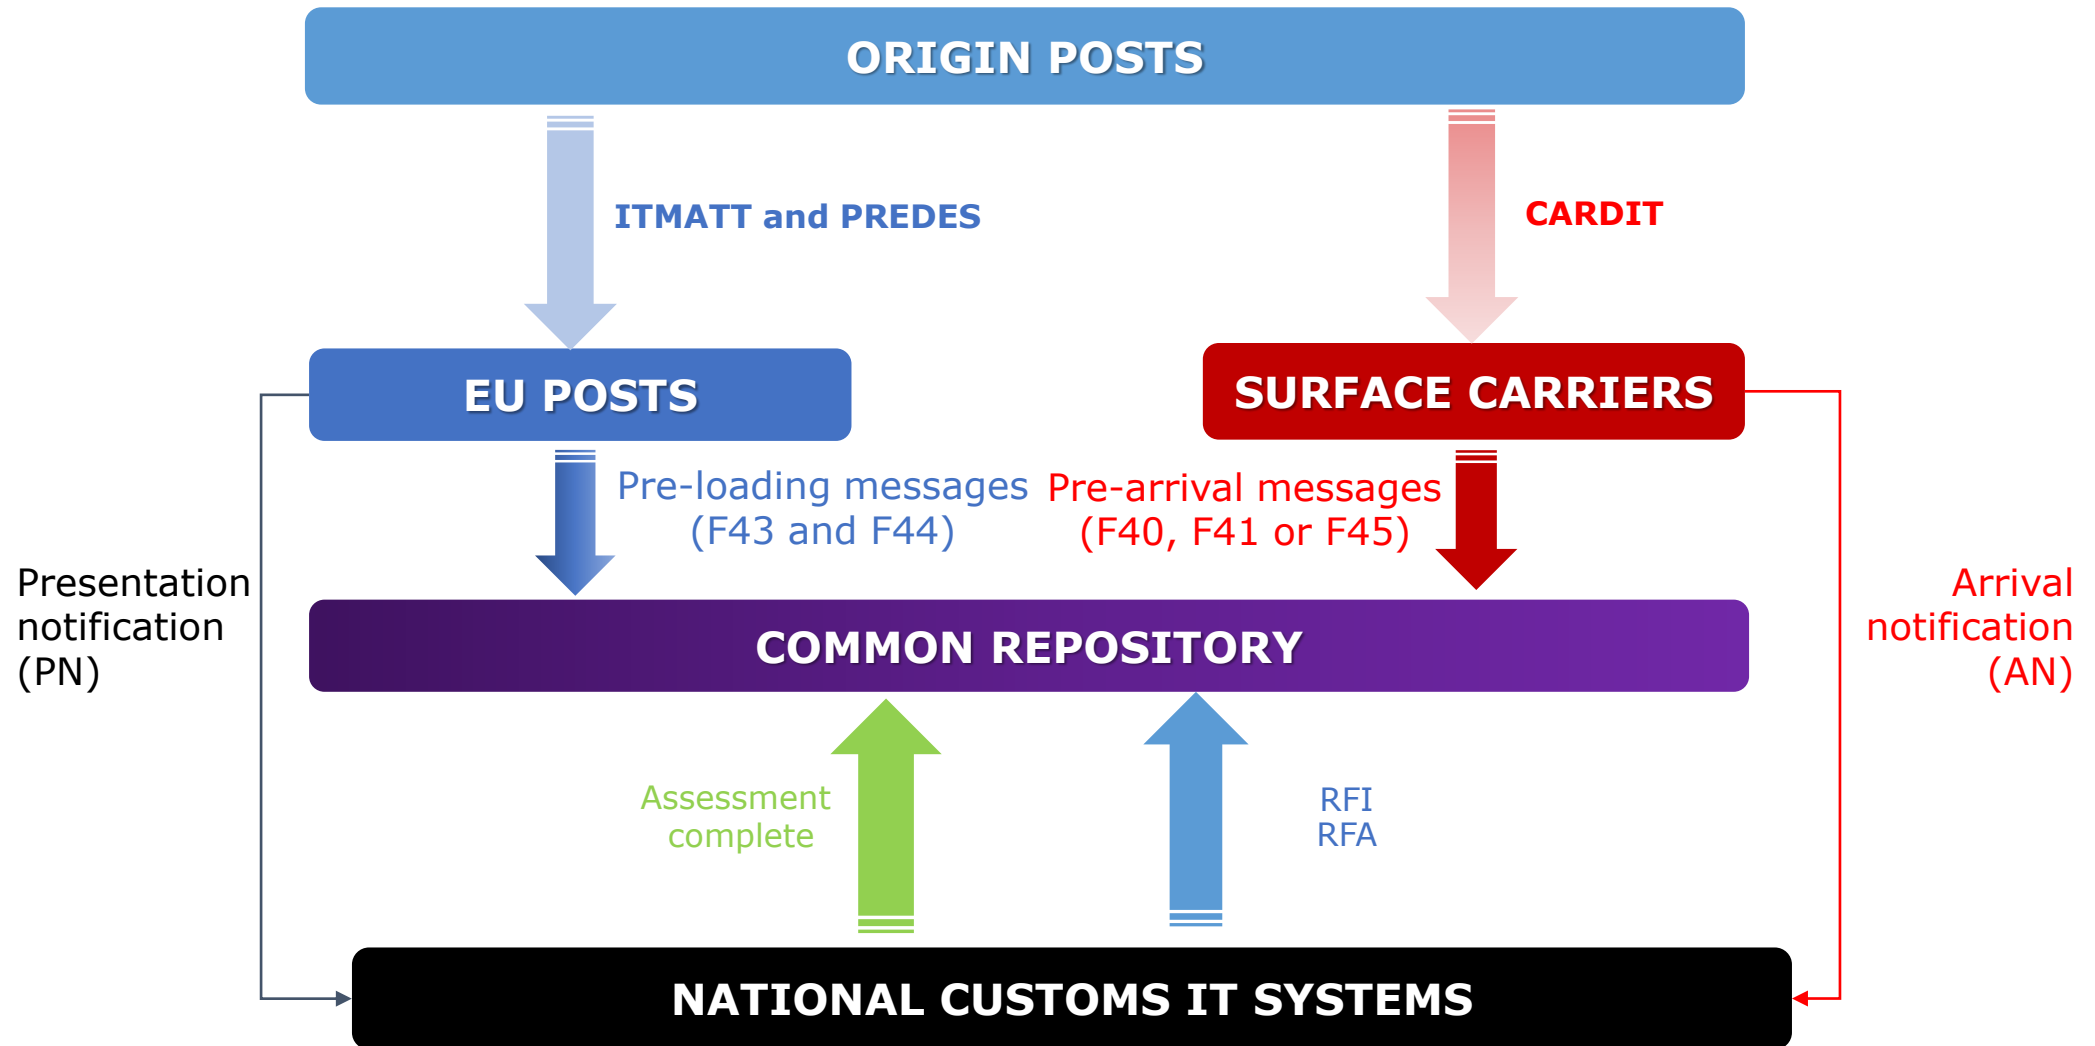 ORIGIN POSTS
ITMATT and PREDES
CARDIT
EU POSTS
SURFACE CARRIERS
Pre-loading messages
(F43 and F44)
Pre-arrival messages
(F40, F41 or F45)
Presentation
notification
(PN)
Arrival
notification
(AN)
COMMON REPOSITORY
Assessment
complete
RFI
RFA
NATIONAL CUSTOMS IT SYSTEMS